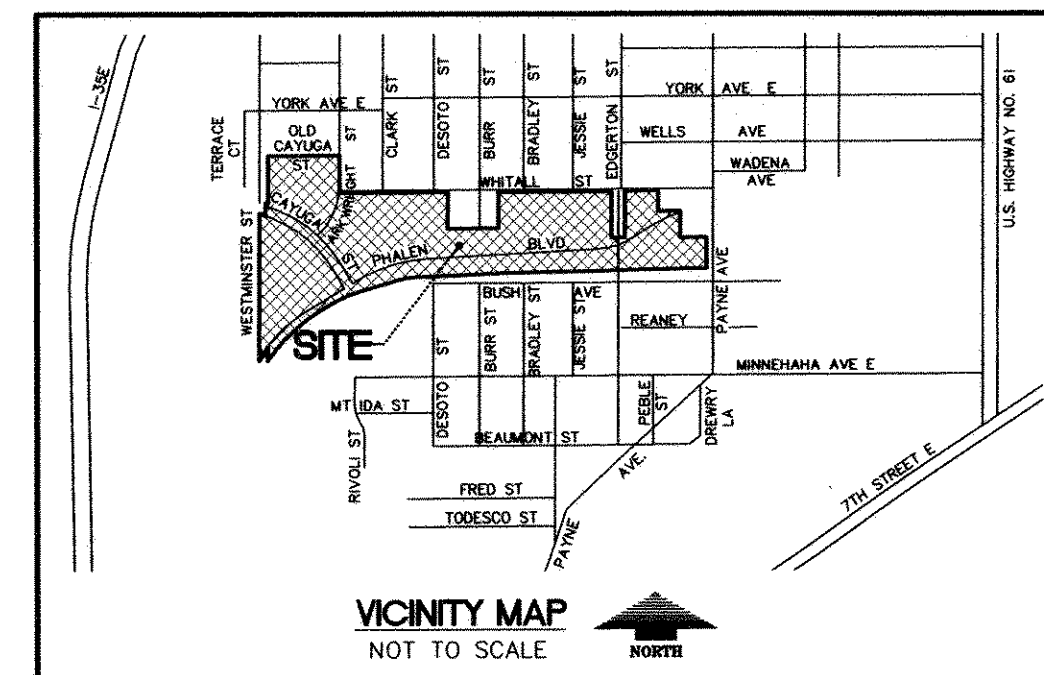 I-35E
YORK AVE E
TERRACE CT
OLD CAYUGA ST
CLARK ST
DESOTO ST
BURR ST
BRADLEY ST
JESSIE ST
EDGERTON ST
YORK AVE E
WELLS AVE
WADENA AVE
U.S. HIGHWAY NO. 61
WHITALL ST
CAYUGA ST
ARKWRIGHT ST
WESTMINSTER ST
PHALEN BLVD
PAYNE AVE
BUSH AVE
SITE
DESOTO ST
BURR ST
BRADLEY ST
JESSIE ST
REANEY
MINNEHAHA AVE E
MT IDA ST
RIVOLI ST
BEAUMONT ST
PEBLE ST
DREWRY LA
FRED ST
TODESCO ST
PAYNE AVE.
7TH STREET E
VICINITY MAP
NOT TO SCALE
NORTH